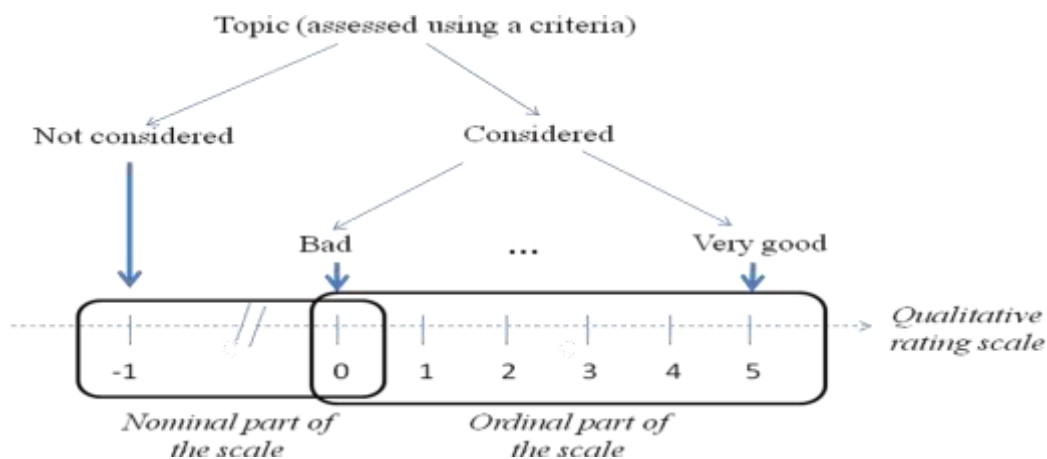 Topic (assessed using a criteria)
Not considered
Considered
Bad
...
Very good
-1
0
1
2
3
4
5
Qualitative
rating scale
Nominal part of
the scale
Ordinal part of
the scale